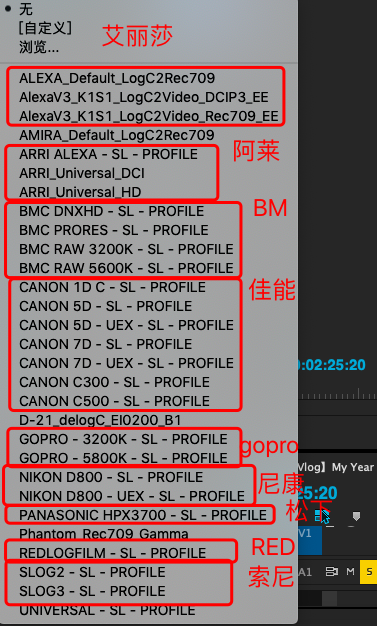 无
[自定义]
浏览...
艾丽莎
ALEXA_Default_LogC2Rec709
AlexaV3_K1S1_LogC2Video_DCIP3_EE
AlexaV3_K1S1_LogC2Video_Rec709_EE
AMIRA_Default_LogC2Rec709
ARRI ALEXA - SL - PROFILE
阿莱
ARRI_Universal_DCI
ARRI_Universal_HD
BMC DNXHD - SL - PROFILE
BM
BMC PRORES - SL - PROFILE
BMC RAW 3200K - SL - PROFILE
BMC RAW 5600K - SL - PROFILE
CANON 1D C - SL - PROFILE
佳能
CANON 5D - SL - PROFILE
CANON 5D - UEX - SL - PROFILE
CANON 7D - SL - PROFILE
CANON 7D - UEX - SL - PROFILE
CANON C300 - SL - PROFILE
CANON C500 - SL - PROFILE
:02:25:20
D-21_delogC_EI0200_B1
GOPRO - 3200K - SL - PROFILE
gopro
GOPRO - 5800K - SL - PROFILE
NIKON D800 - SL - PROFILE
尼康
Vlog】My Year
NIKON D800 - UEX - SL - PROFILE
25:20
PANASONIC HPX3700 - SL - PROFILE
松下
Phantom_Rec709_Gamma
V1
REDLOGFILM - SL - PROFILE
RED
SLOG2 - SL - PROFILE
索尼
A1
M
S
SLOG3 - SL - PROFILE
UNIVERSAL - SL - PROFILE